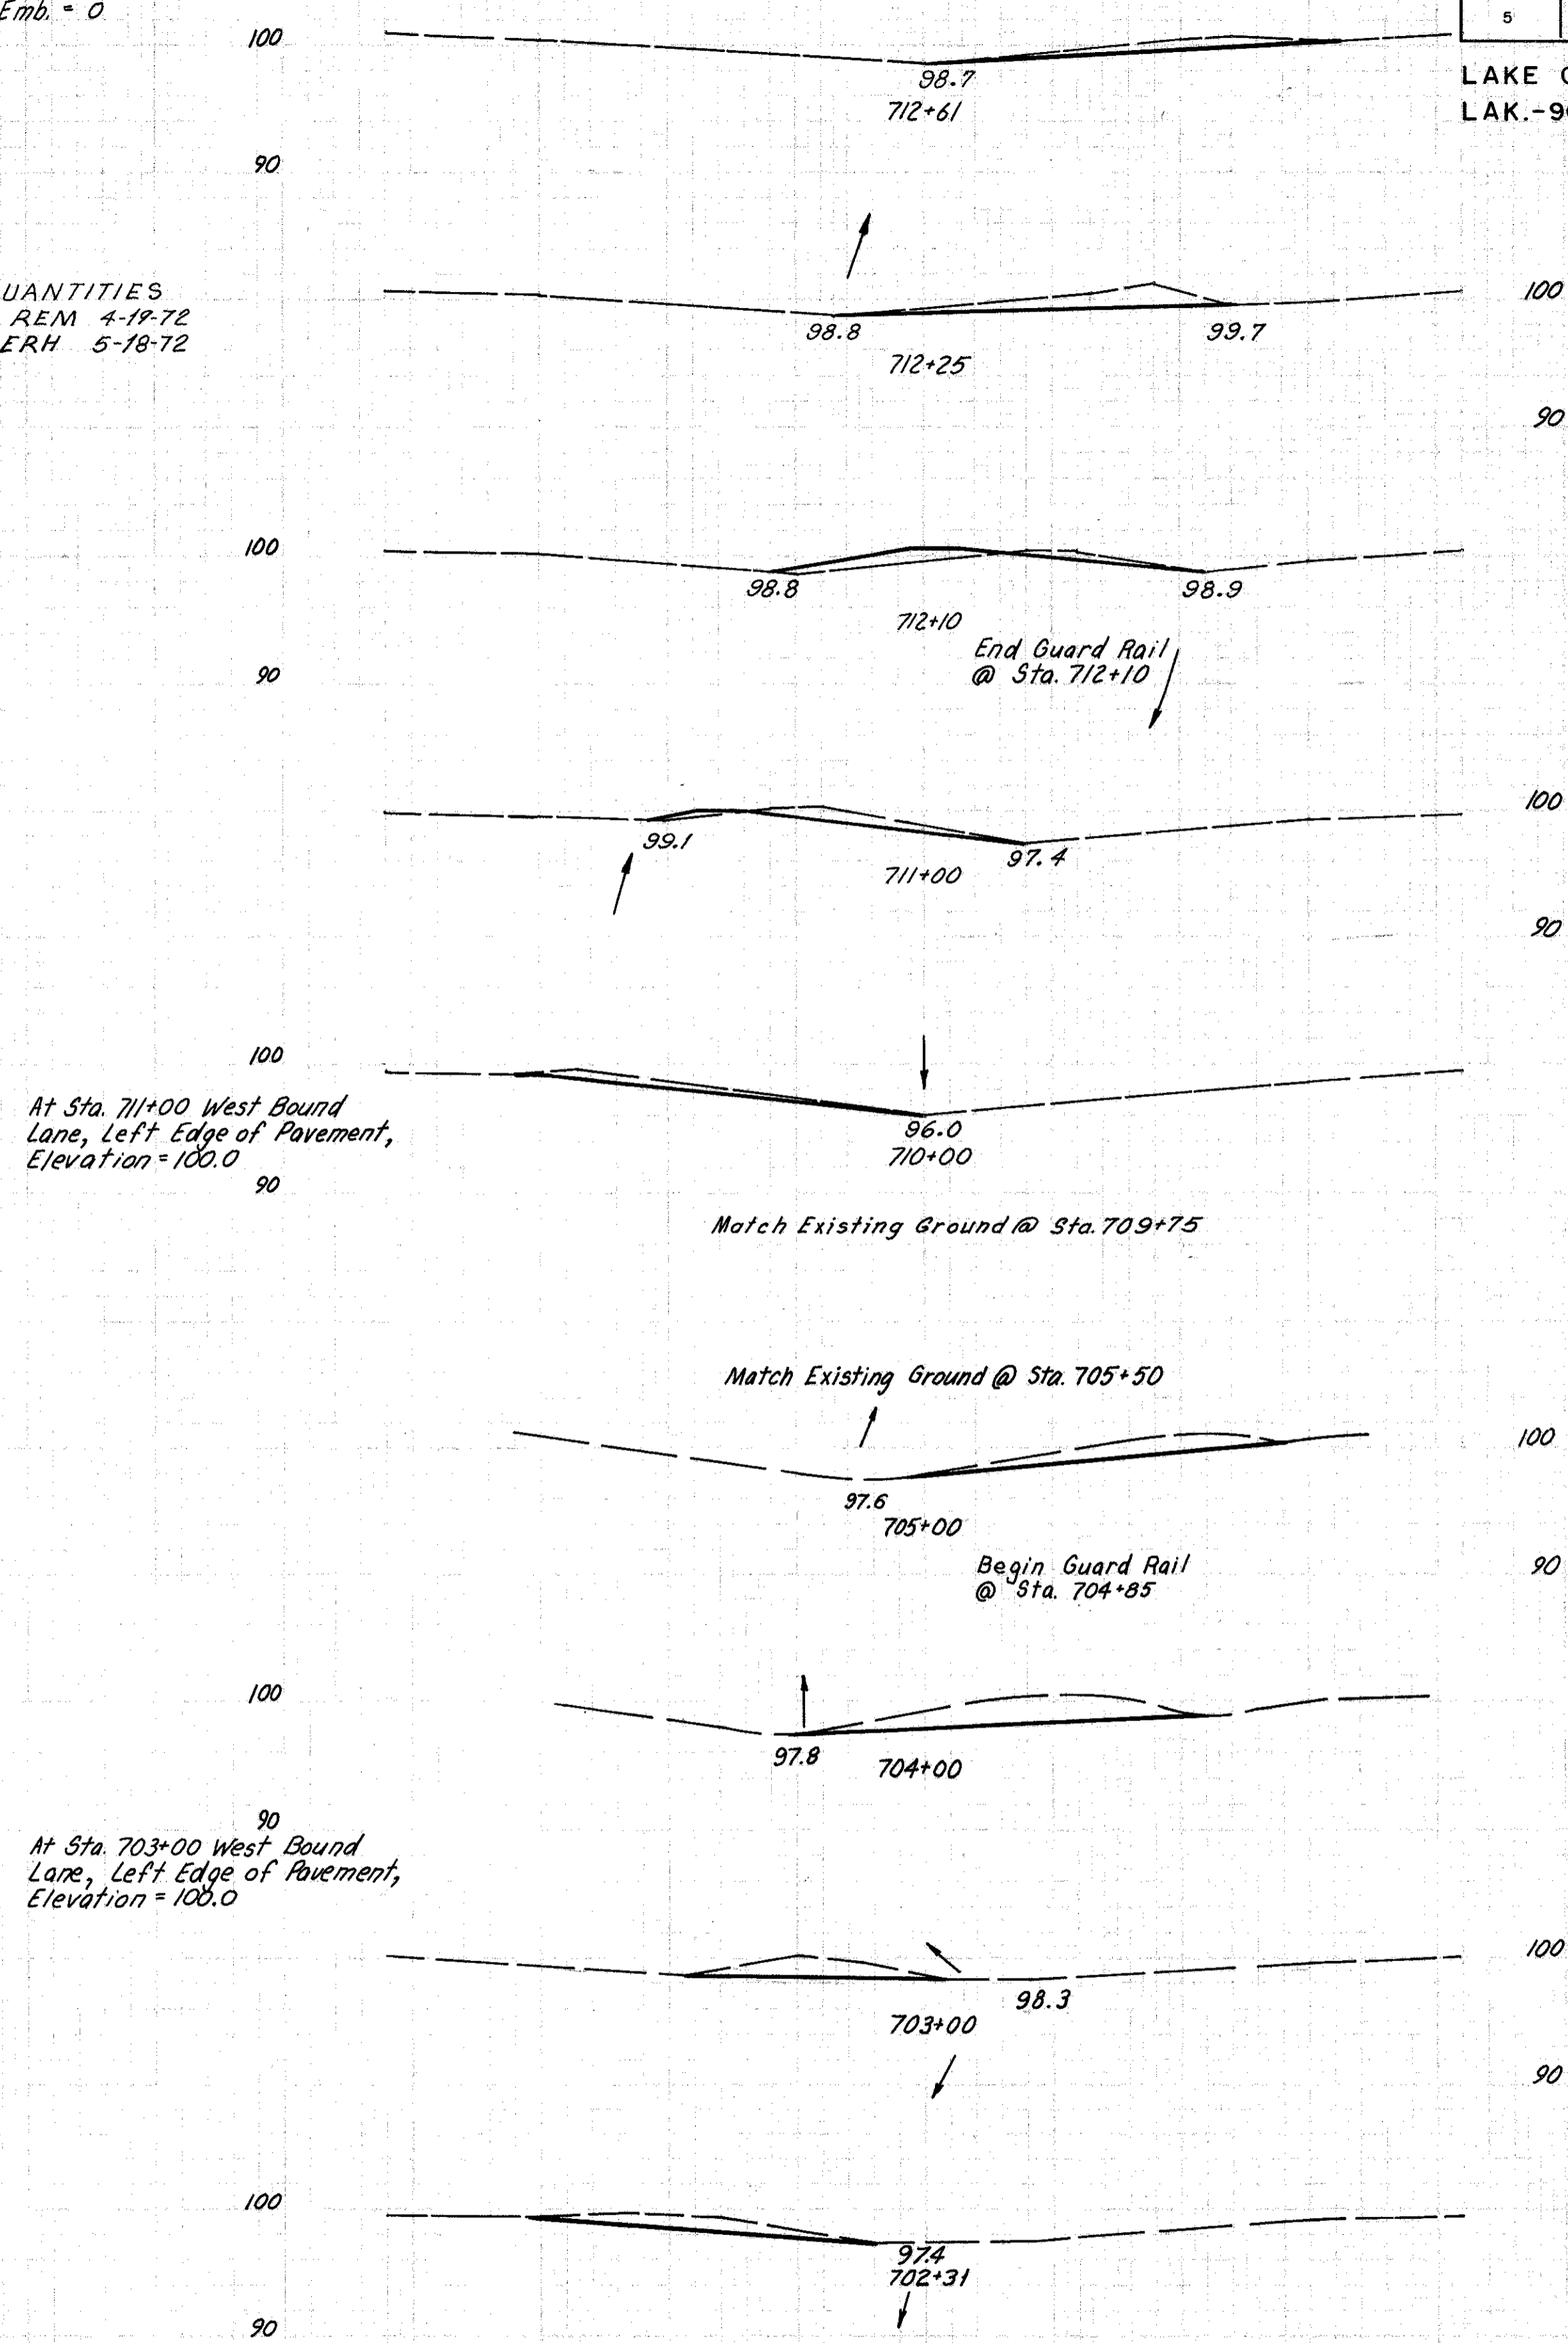 Emb. = 0
100
5
98.7
712+61
LAKE
LAK.-9
90
UANTITIES
REM 4-19-72
ERH 5-18-72
100
98.8
99.7
712+25
90
100
98.8
98.9
712+10
End Guard Rail
@ Sta. 712+10
90
100
99.1
97.4
711+00
90
100
At Sta. 711+00 West Bound
Lane, Left Edge of Pavement,
Elevation = 100.0
96.0
710+00
90
Match Existing Ground @ Sta. 709+75
Match Existing Ground @ Sta. 705+50
100
97.6
705+00
Begin Guard Rail
@ Sta. 704+85
90
100
97.8
704+00
90
At Sta. 703+00 West Bound
Lane, Left Edge of Pavement,
Elevation = 100.0
100
98.3
703+00
90
100
97.4
702+31
90